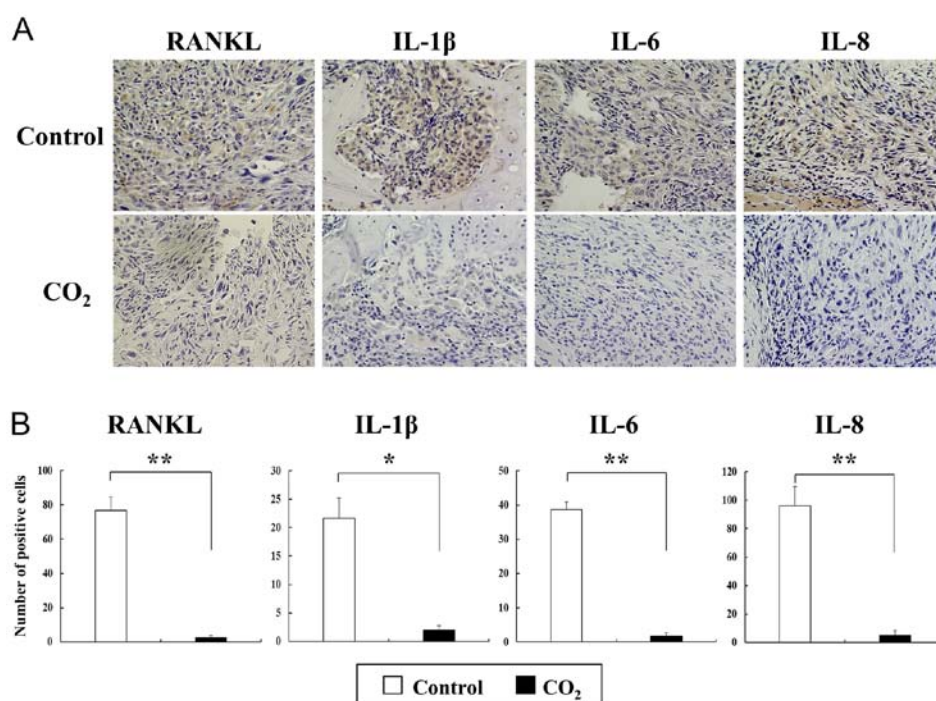 A
RANKL IL-1β IL-6 IL-8
Control
CO₂
B
RANKL IL-1β IL-6 IL-8
Number of positive cells
100 80 60 40 20 0
**
30 25 20 15 10 5 0
*
50 40 30 20 10 0
**
120 100 80 60 40 20 0
**
Control CO₂